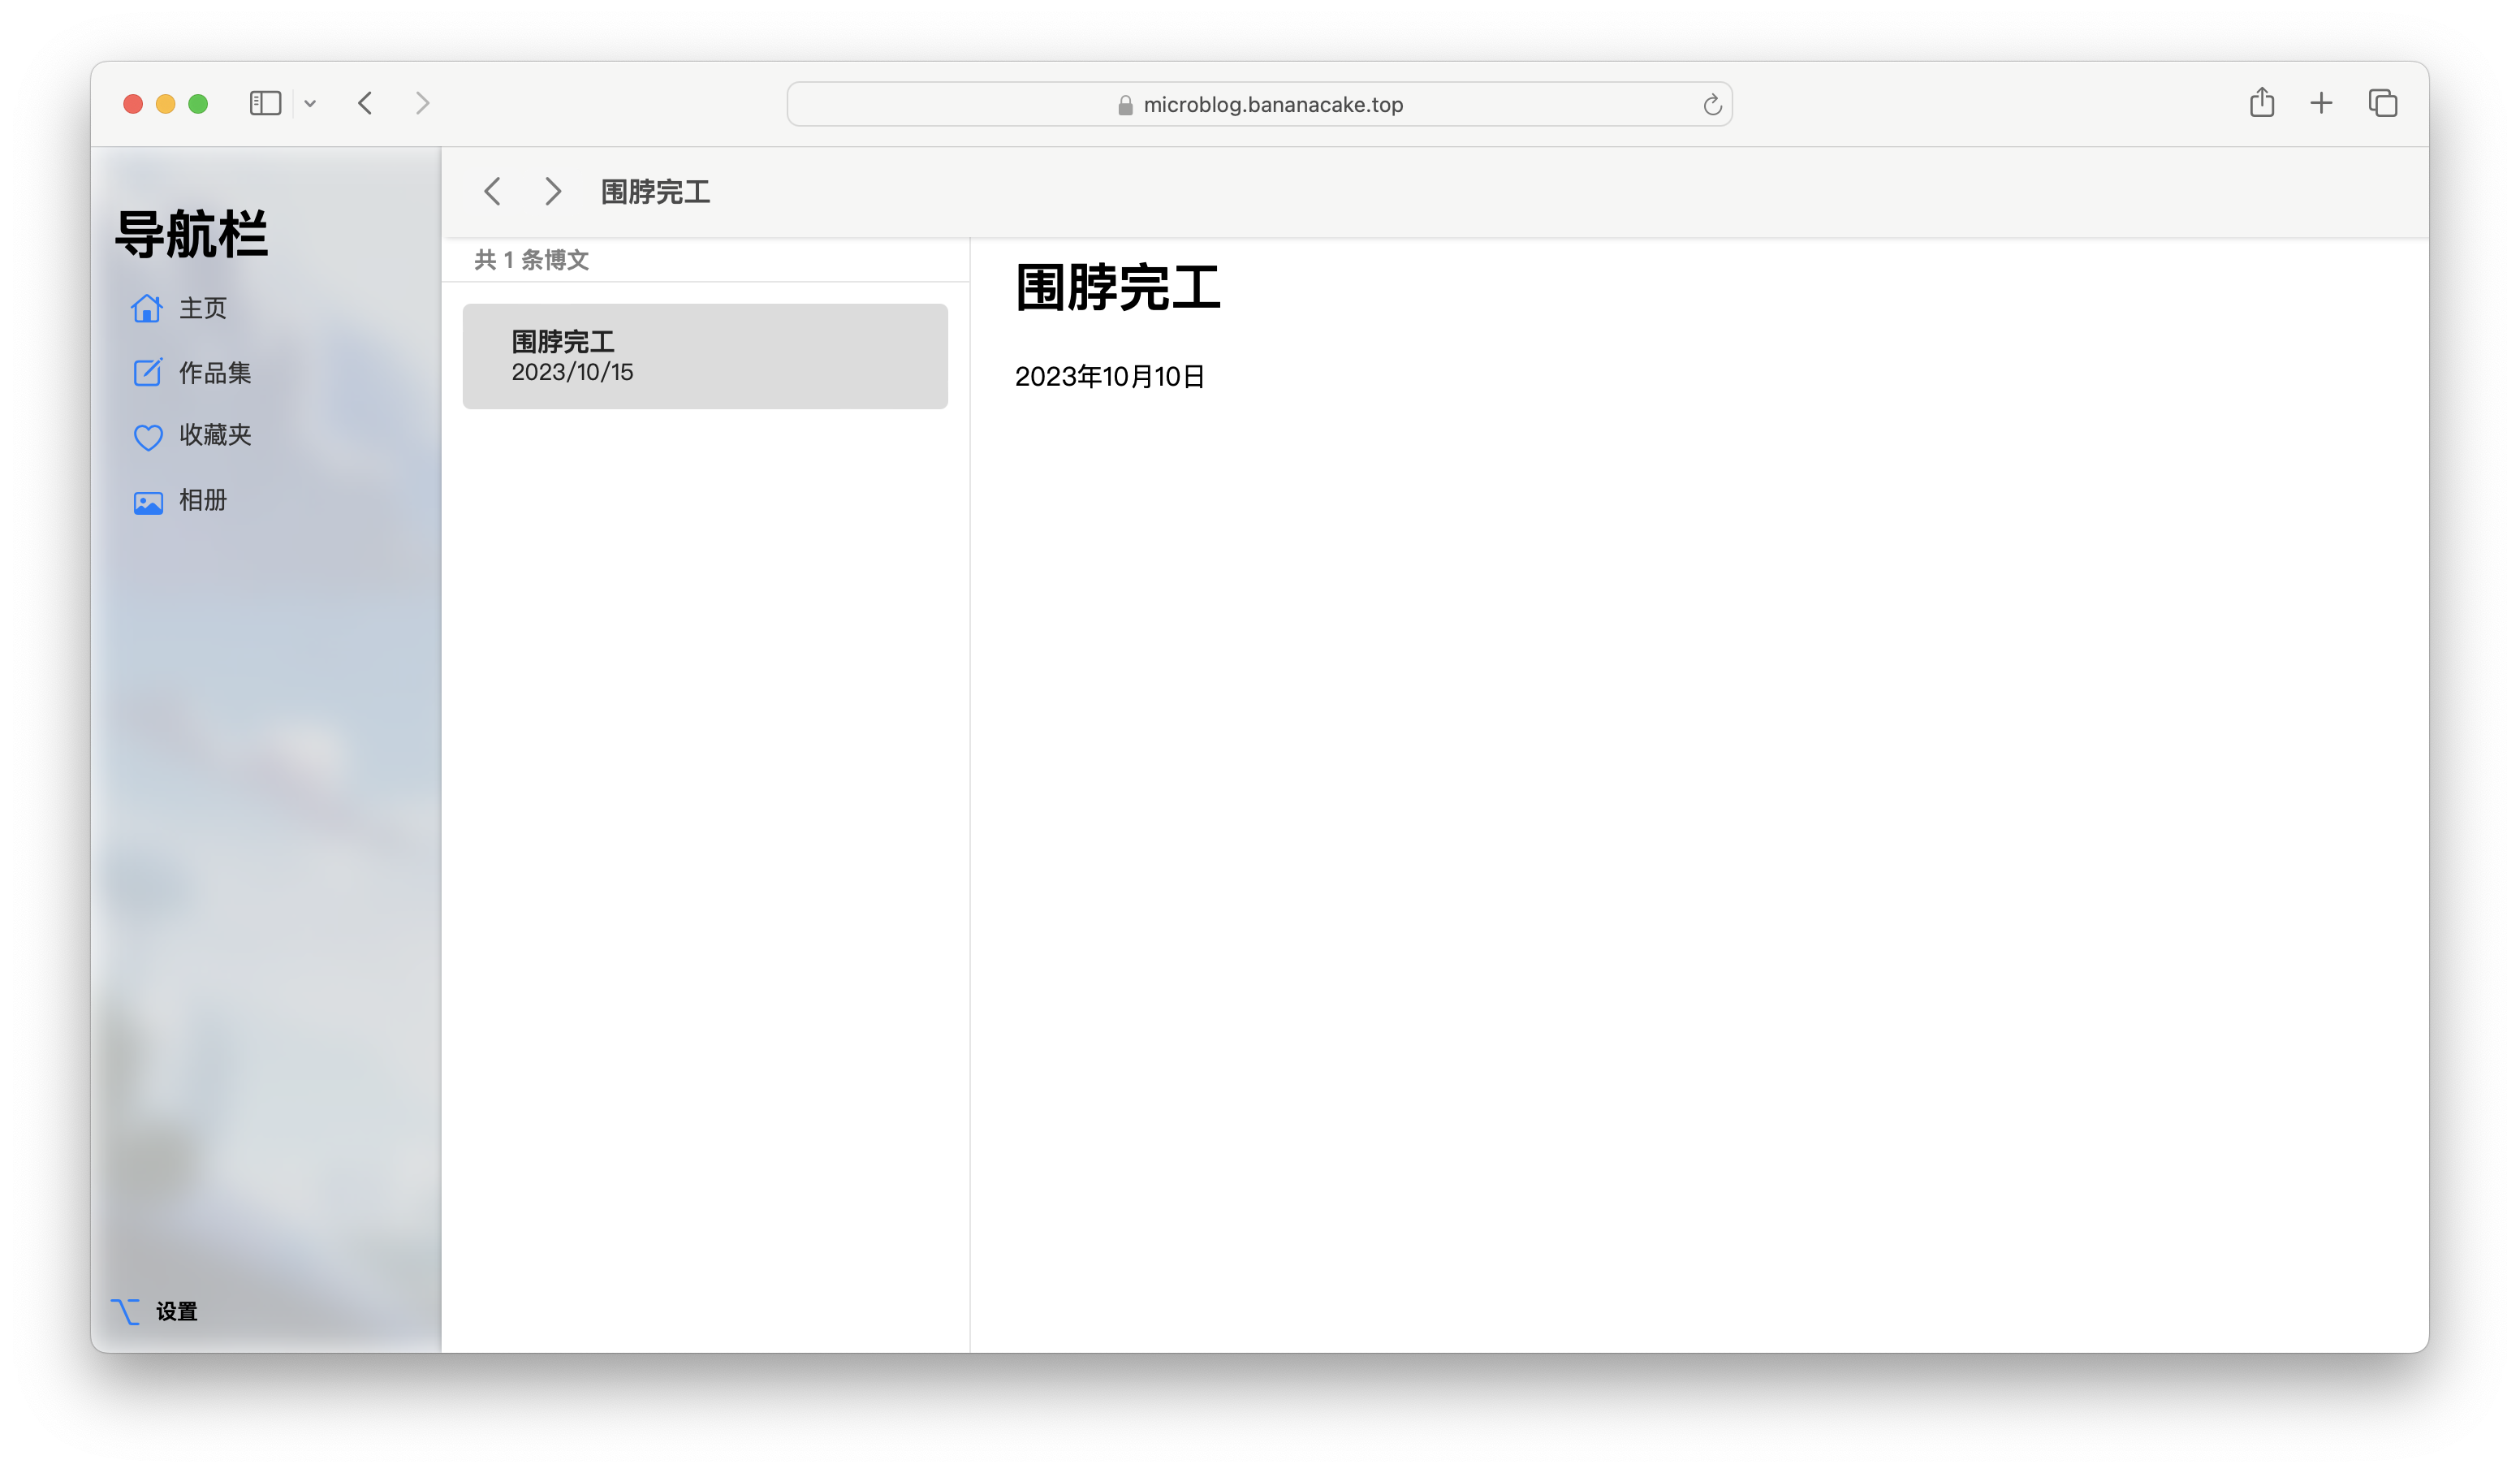 microblog.bananacake.top
导航栏
主页
作品集
收藏夹
相册
设置
围脖完工
共 1 条博文
围脖完工
2023/10/15
围脖完工
2023年10月10日